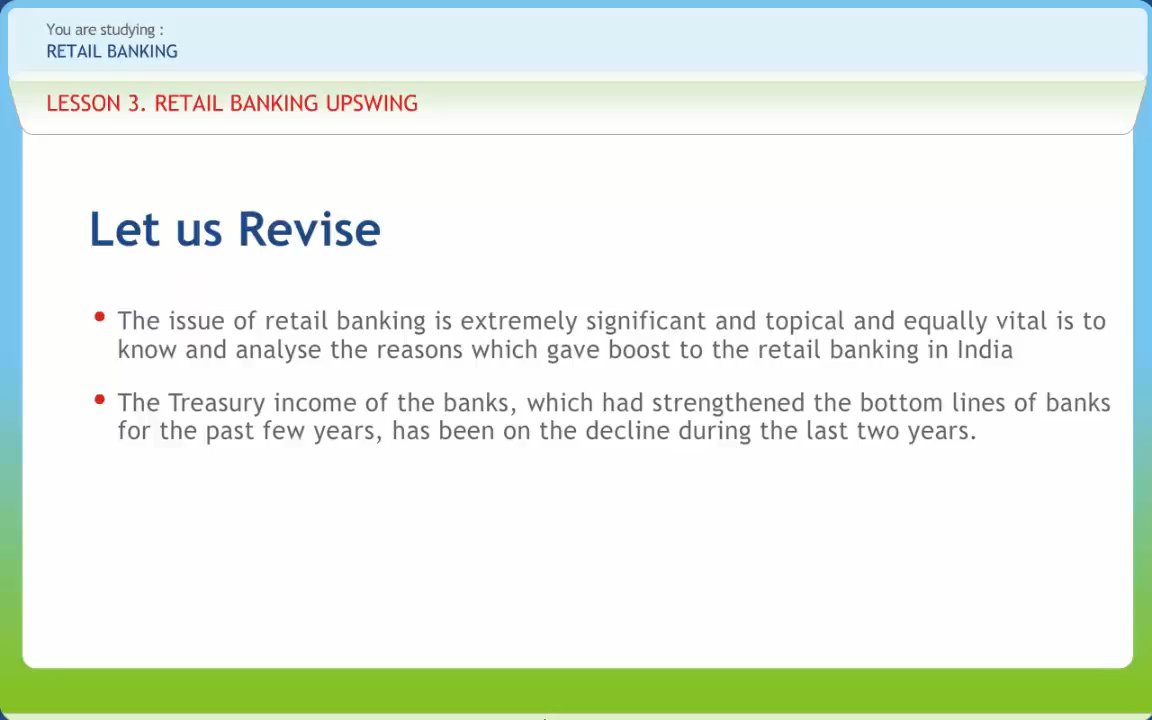 You are studying :
RETAIL BANKING
LESSON 3. RETAIL BANKING UPSWING
Let us Revise
• The issue of retail banking is extremely significant and topical and equally vital is to
know and analyse the reasons which gave boost to the retail banking in India
• The Treasury income of the banks, which had strengthened the bottom lines of banks
for the past few years, has been on the decline during the last two years.